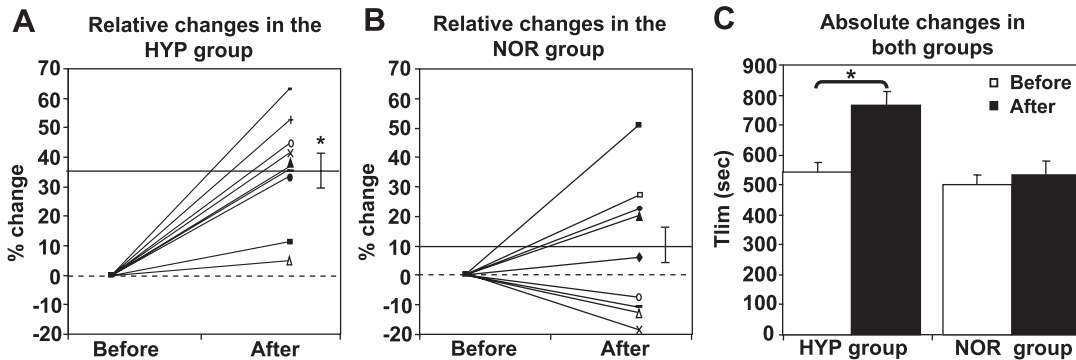 A
Relative changes in the
HYP group
70
60
50
40
30
20
10
0
-10
-20
% change
*
Before
After
B
Relative changes in the
NOR group
70
60
50
40
30
20
10
0
-10
-20
% change
Before
After
C
Absolute changes in
both groups
900
800
700
600
500
400
300
200
100
0
Tlim (sec)
*
Before
After
HYP group
NOR group